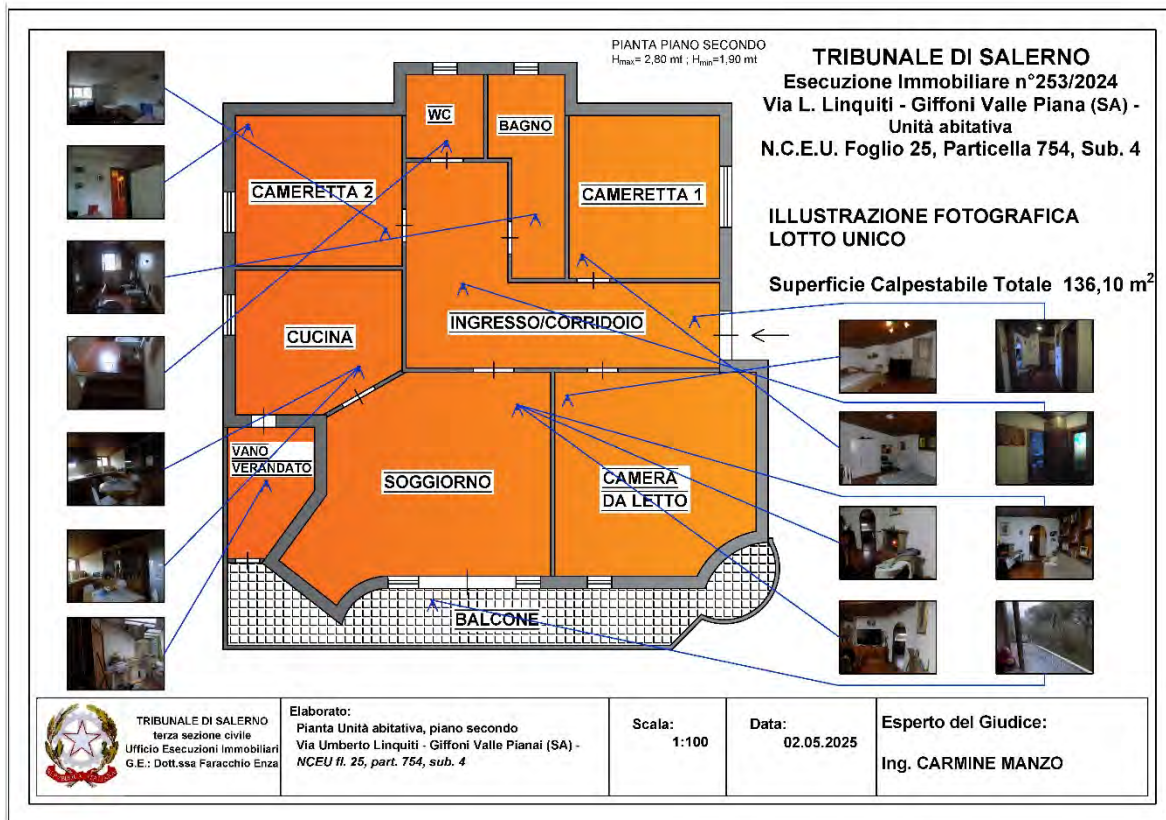 PIANTA PIANO SECONDO
Hmax= 2,80 mt ; Hmin=1,90 mt
TRIBUNALE DI SALERNO
Esecuzione Immobiliare n°253/2024
Via L. Linquiti - Giffoni Valle Piana (SA) -
Unità abitativa
N.C.E.U. Foglio 25, Particella 754, Sub. 4
ILLUSTRAZIONE FOTOGRAFICA
LOTTO UNICO
Superficie Calpestabile Totale 136,10 m²
WC
BAGNO
CAMERETTA 2
CAMERETTA 1
INGRESSO/CORRIDOIO
CUCINA
VANO
VERANDATO
SOGGIORNO
CAMERA
DA LETTO
BALCONE
TRIBUNALE DI SALERNO
terza sezione civile
Ufficio Esecuzioni Immobiliari
G.E.: Dott.ssa Faracchio Enza
Elaborato:
Pianta Unità abitativa, piano secondo
Via Umberto Linquiti - Giffoni Valle Pianai (SA) -
NCEU fl. 25, part. 754, sub. 4
Scala:
1:100
Data:
02.05.2025
Esperto del Giudice:
Ing. CARMINE MANZO